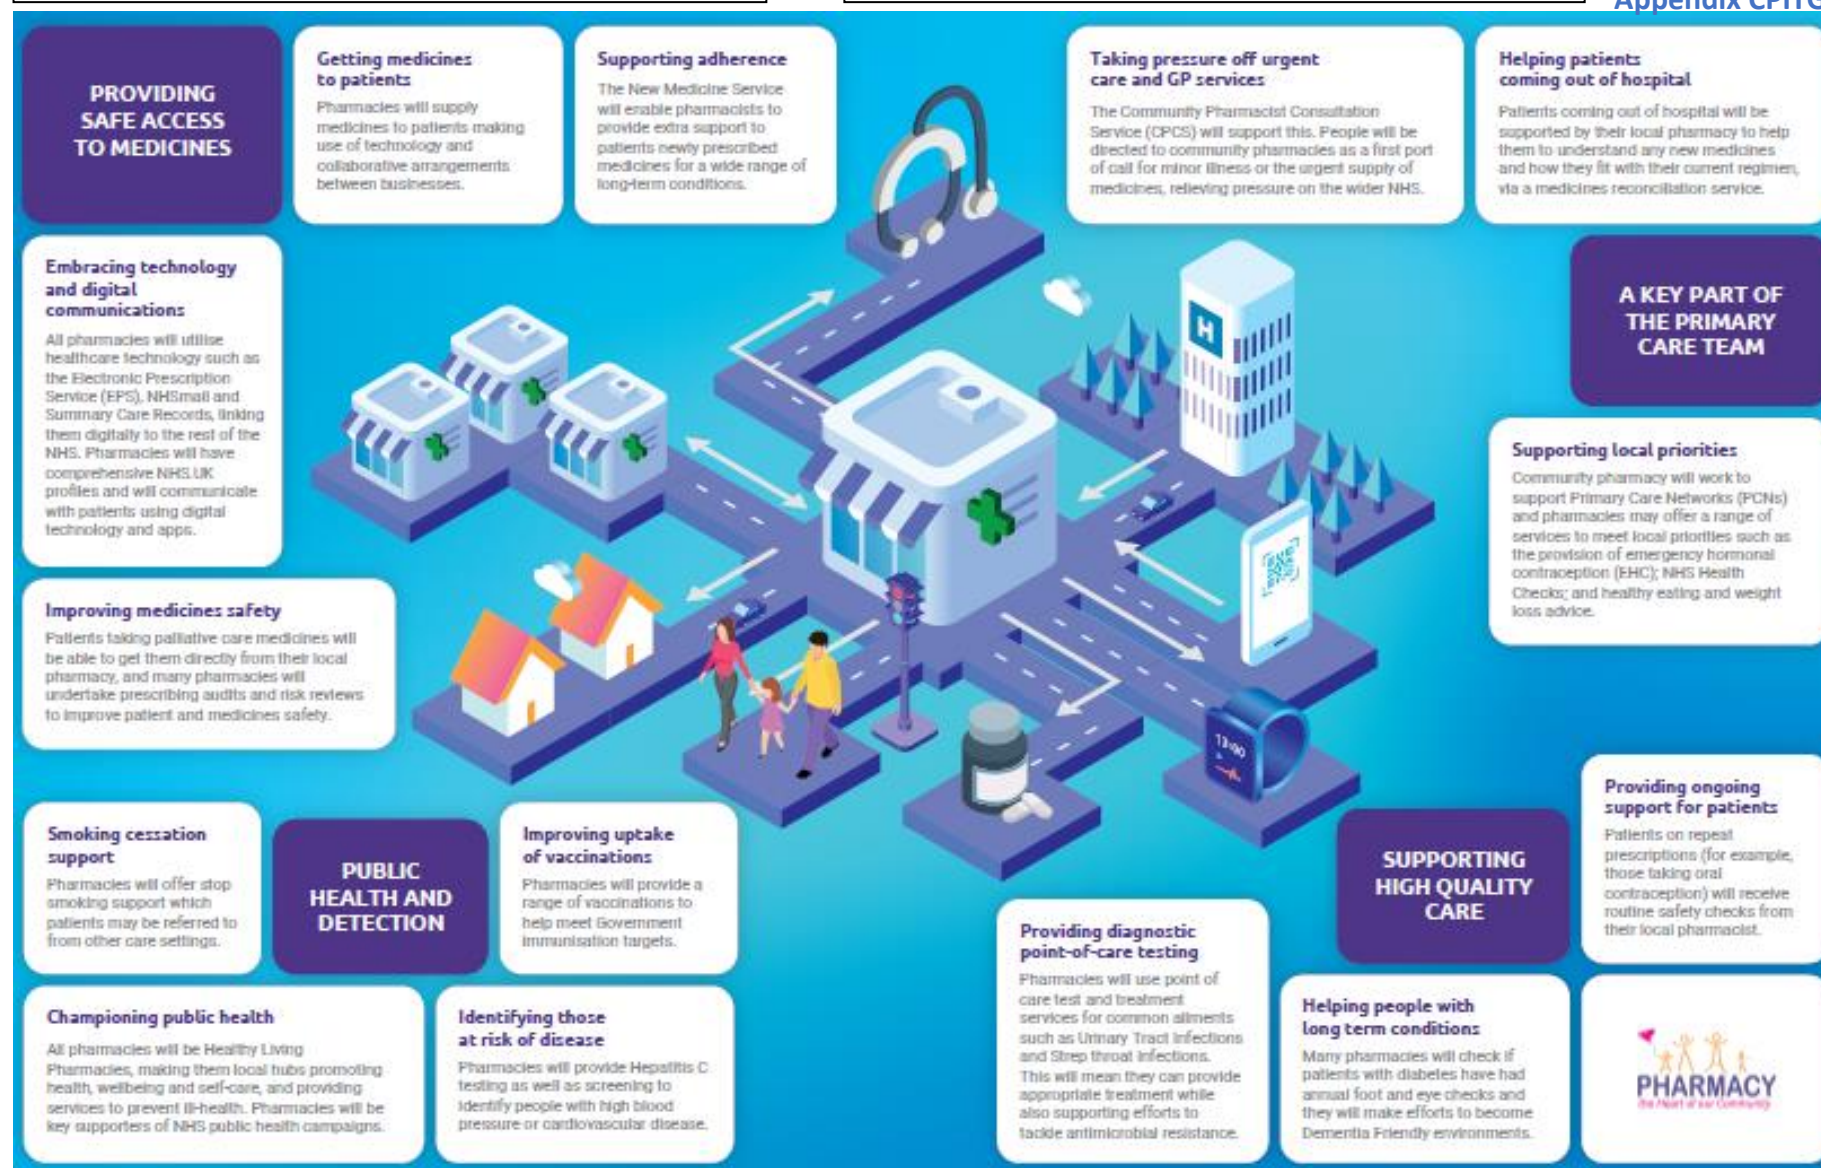 Appendix CPITC
PROVIDING
SAFE ACCESS
TO MEDICINES
Getting medicines
to patients
Pharmacies will supply
medicines to patients making
use of technology and
collaborative arrangements
between businesses.
Supporting adherence
The New Medicine Service
will enable pharmacists to
provide extra support to
patients newly prescribed
medicines for a wide range of
long-term conditions.
Taking pressure off urgent
care and GP services
The Community Pharmacist Consultation
Service (CPCS) will support this. People will be
directed to community pharmacies as a first port
of call for minor illness or the urgent supply of
medicines, relieving pressure on the wider NHS.
Helping patients
coming out of hospital
Patients coming out of hospital will be
supported by their local pharmacy to help
them to understand any new medicines
and how they fit with their current regimen,
via a medicines reconciliation service.
Embracing technology
and digital
communications
All pharmacies will utilise
healthcare technology such as
the Electronic Prescription
Service (EPS), NHSmail and
Summary Care Records, linking
them digitally to the rest of the
NHS. Pharmacies will have
comprehensive NHS.UK
profiles and will communicate
with patients using digital
technology and apps.
A KEY PART OF
THE PRIMARY
CARE TEAM
H
Supporting local priorities
Community pharmacy will work to
support Primary Care Networks (PCNs)
and pharmacies may offer a range of
services to meet local priorities such as
the provision of emergency hormonal
contraception (EHC); NHS Health
Checks; and healthy eating and weight
loss advice.
Improving medicines safety
Patients taking palliative care medicines will
be able to get them directly from their local
pharmacy, and many pharmacies will
undertake prescribing audits and risk reviews
to improve patient and medicines safety.
13:00
Smoking cessation
support
Pharmacies will offer stop
smoking support which
patients may be referred to
from other care settings.
PUBLIC
HEALTH AND
DETECTION
Improving uptake
of vaccinations
Pharmacies will provide a
range of vaccinations to
help meet Government
immunisation targets.
Championing public health
All pharmacies will be Healthy Living
Pharmacies, making them local hubs promoting
health, wellbeing and self-care, and providing
services to prevent ill-health. Pharmacies will be
key supporters of NHS public health campaigns.
Identifying those
at risk of disease
Pharmacies will provide Hepatitis C
testing as well as screening to
identify people with high blood
pressure or cardiovascular disease.
Providing diagnostic
point-of-care testing
Pharmacies will use point of
care test and treatment
services for common ailments
such as Urinary Tract Infections
and Strep throat infections.
This will mean they can provide
appropriate treatment while
also supporting efforts to
tackle antimicrobial resistance.
SUPPORTING
HIGH QUALITY
CARE
Providing ongoing
support for patients
Patients on repeat
prescriptions (for example,
those taking oral
contraception) will receive
routine safety checks from
their local pharmacist.
Helping people with
long term conditions
Many pharmacies will check if
patients with diabetes have had
annual foot and eye checks and
they will make efforts to become
Dementia Friendly environments.
PHARMACY
the Heart of our Community